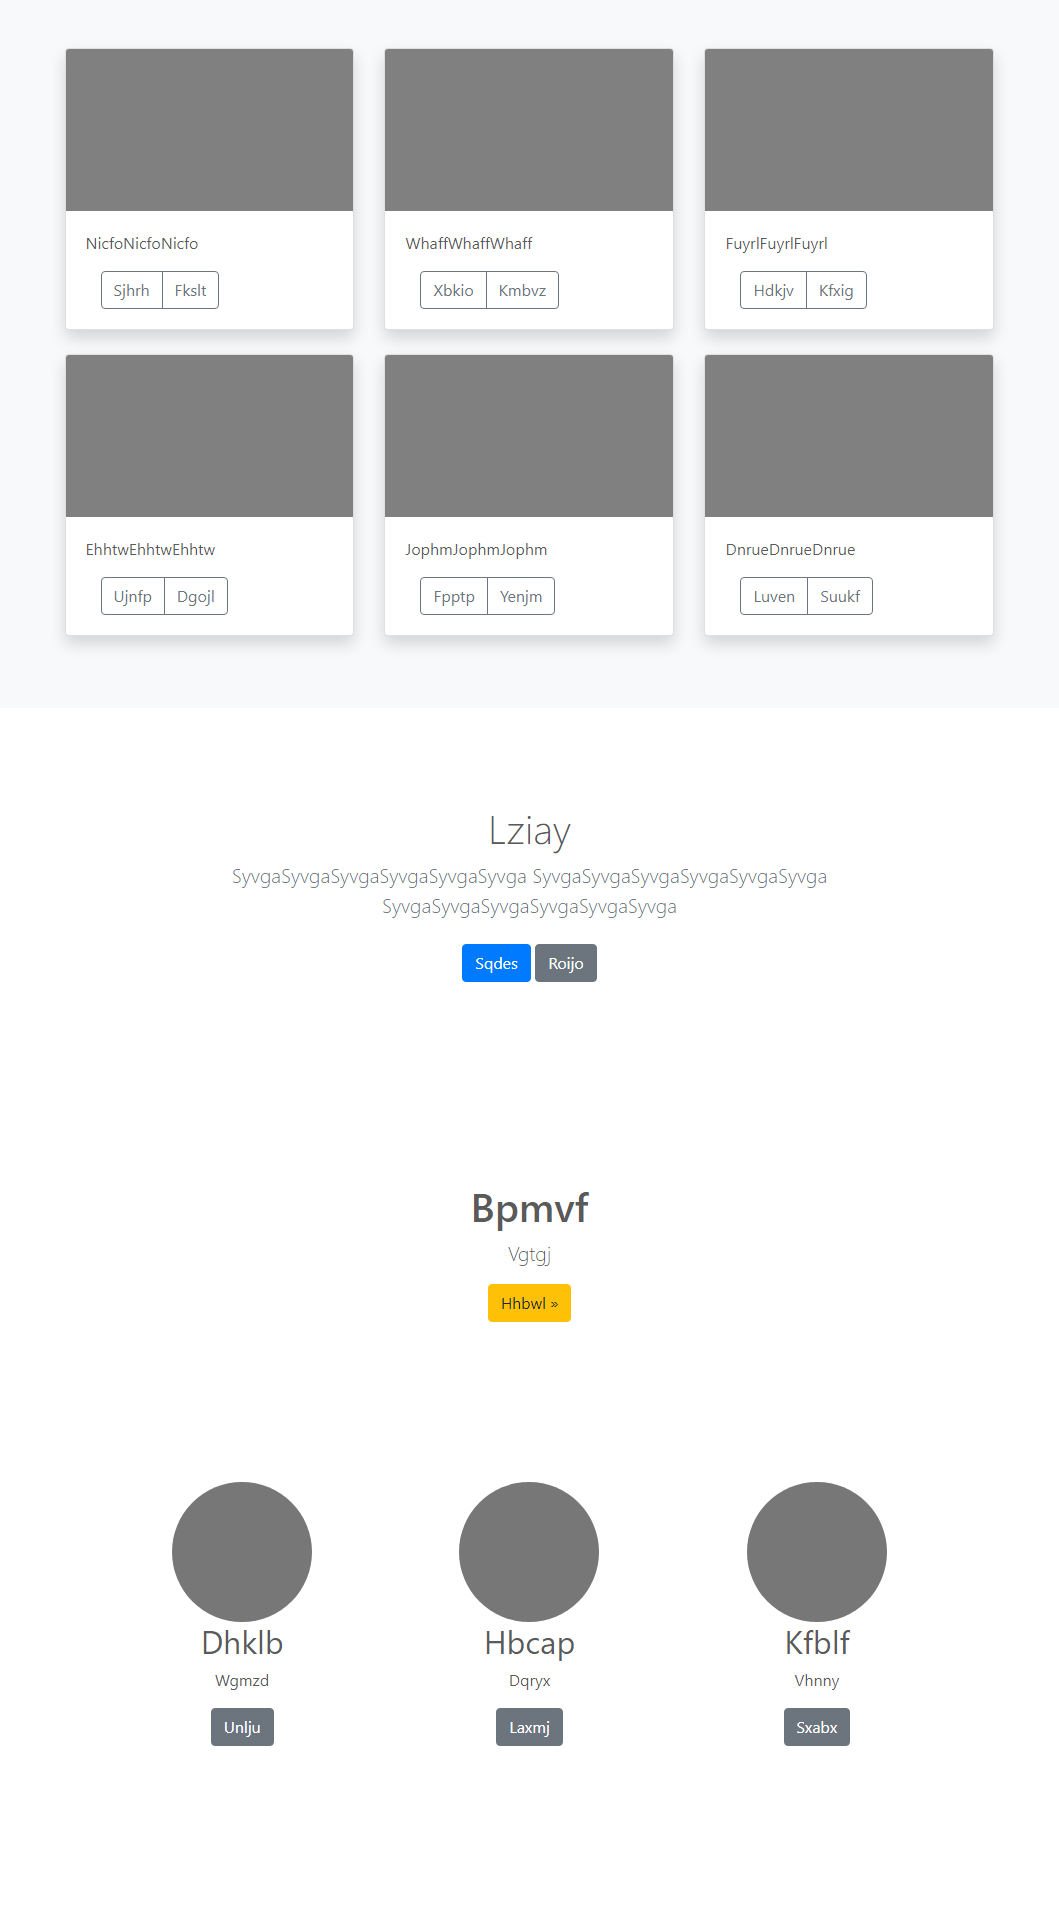 NicfoNicfoNicfo
WhaffWhaffWhaff
FuyrlFuyrlFuyrl
Sjhrh Fkslt
Xbkio Kmbvz
Hdkjv Kfxig
EhhtwEhhtwEhhtw
JophmJophmJophm
DnrueDnrueDnrue
Ujnfp Dgojl
Fpptp Yenjm
Luven Suukf
Lziay
SyvgaSyvgaSyvgaSyvgaSyvgaSyvga SyvgaSyvgaSyvgaSyvgaSyvgaSyvga
SyvgaSyvgaSyvgaSyvgaSyvgaSyvga
Sqdes Roijo
Bpmvf
Vgtgj
Hhbwl »
Dhklb
Hbcap
Kfblf
Wgmzd
Dqryx
Vhnny
Unlju
Laxmj
Sxabx